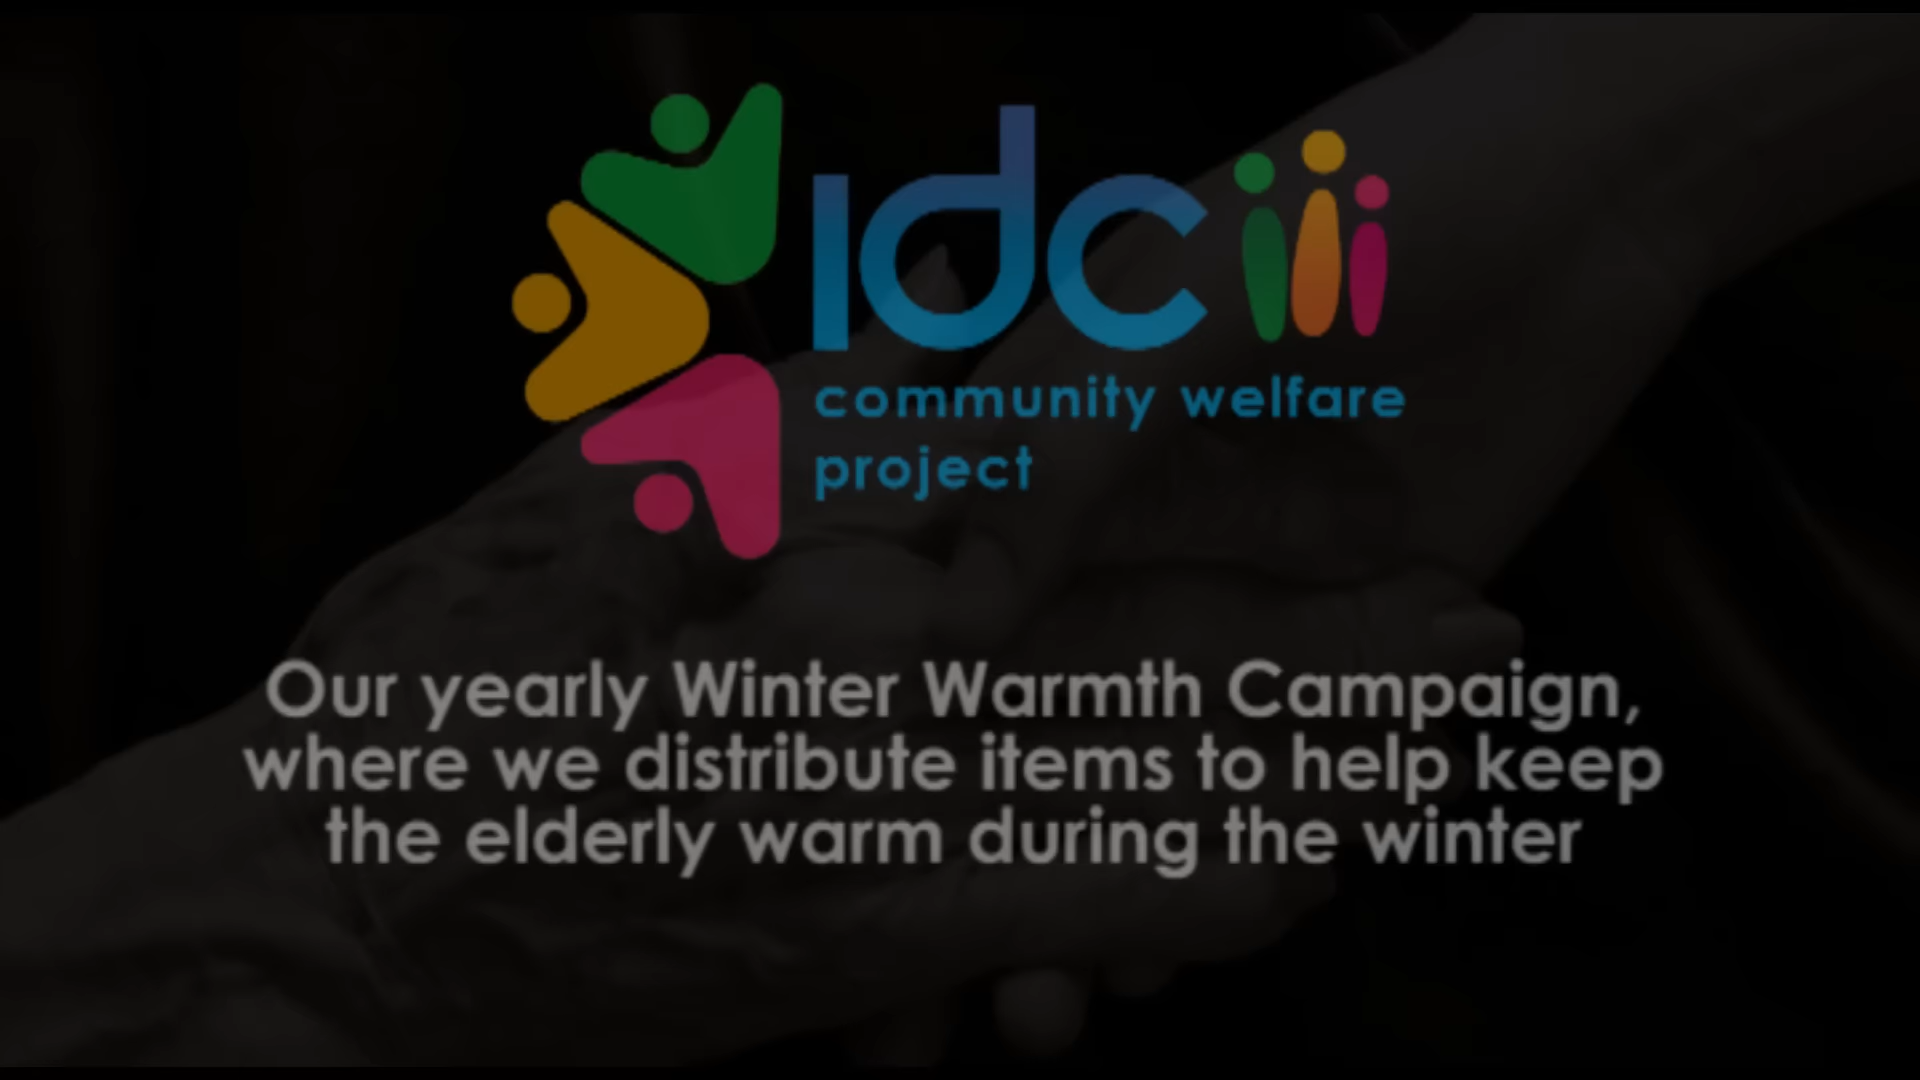 idc
community welfare
project
Our yearly Winter Warmth Campaign,
where we distribute items to help keep
the elderly warm during the winter